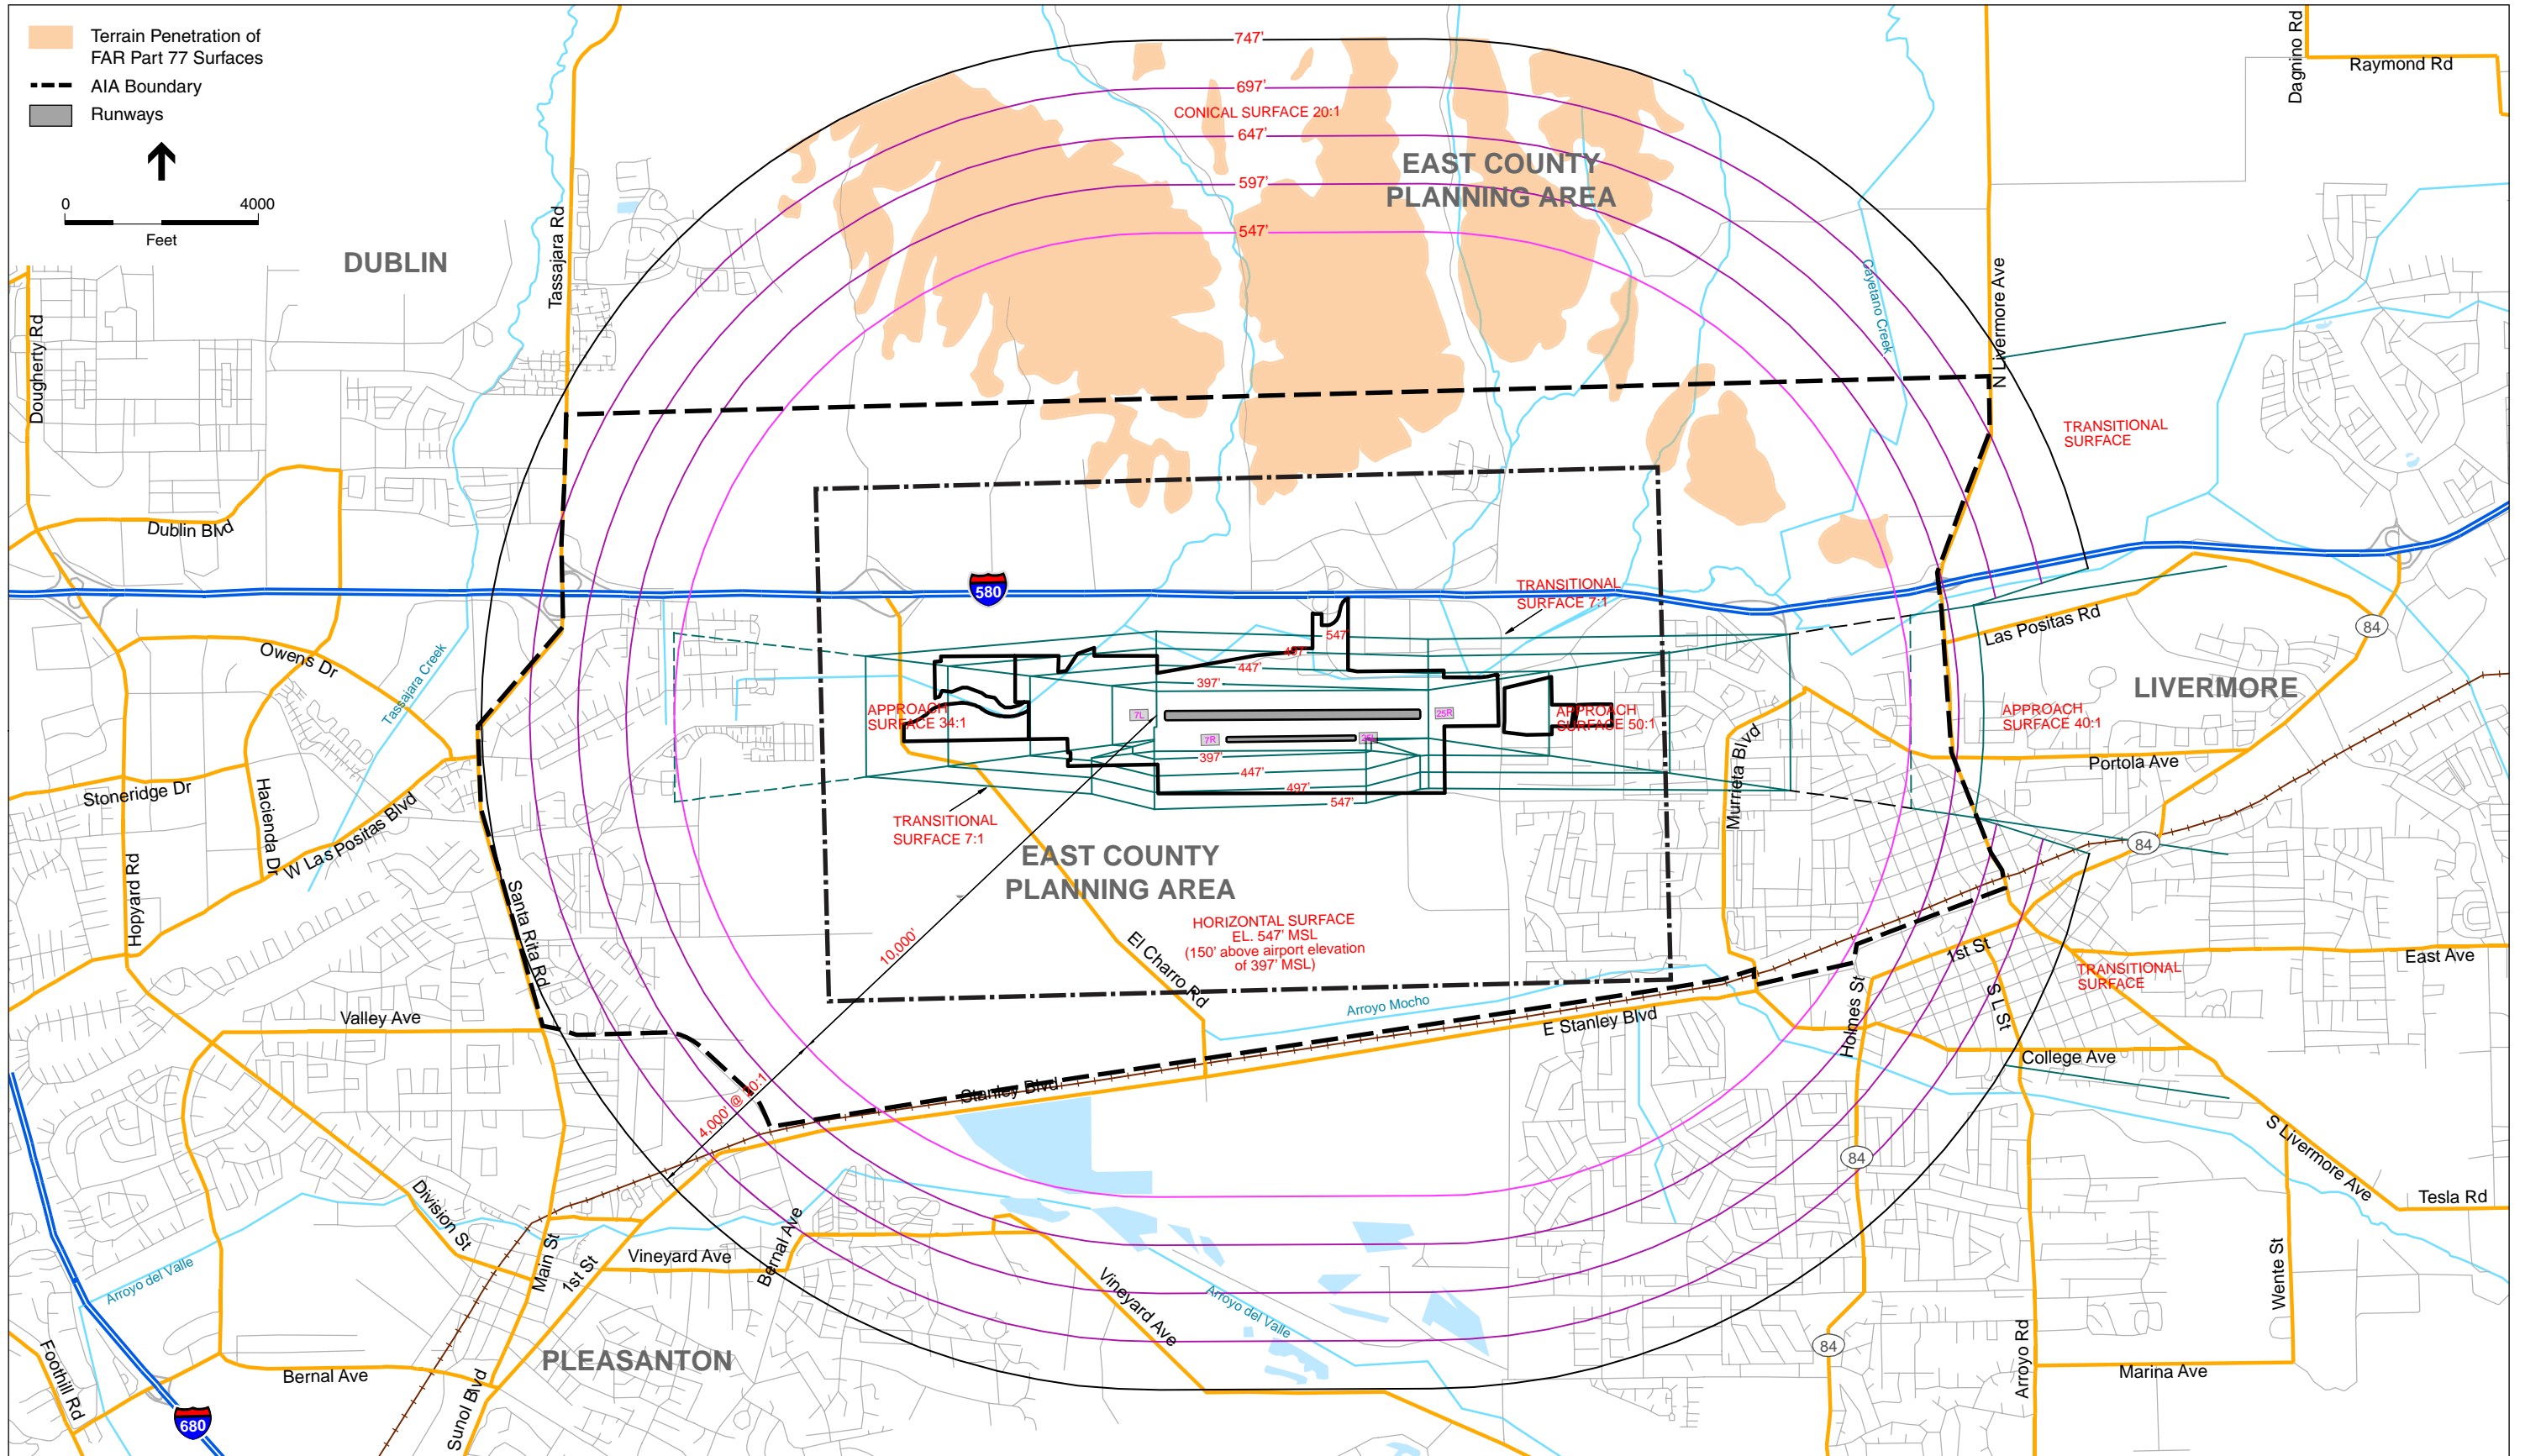 Terrain Penetration of
FAR Part 77 Surfaces
AIA Boundary
Runways
0 4000
Feet
747'
697'
CONICAL SURFACE 20:1
647'
597'
547'
EAST COUNTY
PLANNING AREA
DUBLIN
Tassajara Rd
Dougherty Rd
Dagnino Rd
Raymond Rd
Cayetano Creek
N Livermore Ave
TRANSITIONAL
SURFACE
Dublin Blvd
580
TRANSITIONAL
SURFACE 7:1
Las Positas Rd
84
Owens Dr
Tassajara Creek
547'
497'
447'
397'
LIVERMORE
APPROACH
SURFACE 34:1
7L
25R
7R
APPROACH
SURFACE 50:1
APPROACH
SURFACE 40:1
Murrieta Blvd
Portola Ave
397'
447'
497'
547'
Stoneridge Dr
Hacienda Dr
W Las Positas Blvd
TRANSITIONAL
SURFACE 7:1
84
EAST COUNTY
PLANNING AREA
Hopyard Rd
Santa Rita Rd
10,000'
HORIZONTAL SURFACE
EL. 547' MSL
(150' above airport elevation
of 397' MSL)
El Charro Rd
1st St
East Ave
TRANSITIONAL
SURFACE
Valley Ave
Arroyo Mocho
E Stanley Blvd
Holmes St
S L St
College Ave
4,000' @ 20:1
Stanley Blvd
S Livermore Ave
84
Division St
Tesla Rd
Main St
1st St
Vineyard Ave
Bernal Ave
Arroyo del Valle
Vineyard Ave
Arroyo del Valle
Wente St
84
Arroyo Rd
PLEASANTON
Marina Ave
Foothill Rd
Bernal Ave
Sunol Blvd
680